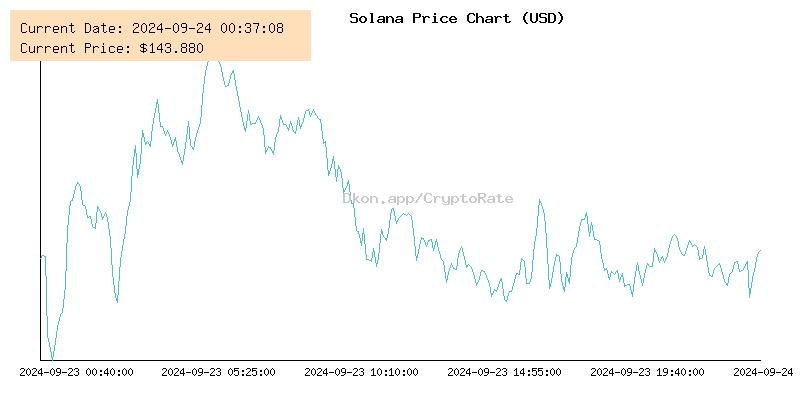 Solana Price Chart (USD)
Current Date: 2024-09-24 00:37:08
Current Price: $143.880
Dkon.app/CryptoRate
2024-09-23 00:40:00 2024-09-23 05:25:00 2024-09-23 10:10:00 2024-09-23 14:55:00 2024-09-23 19:40:00 2024-09-24